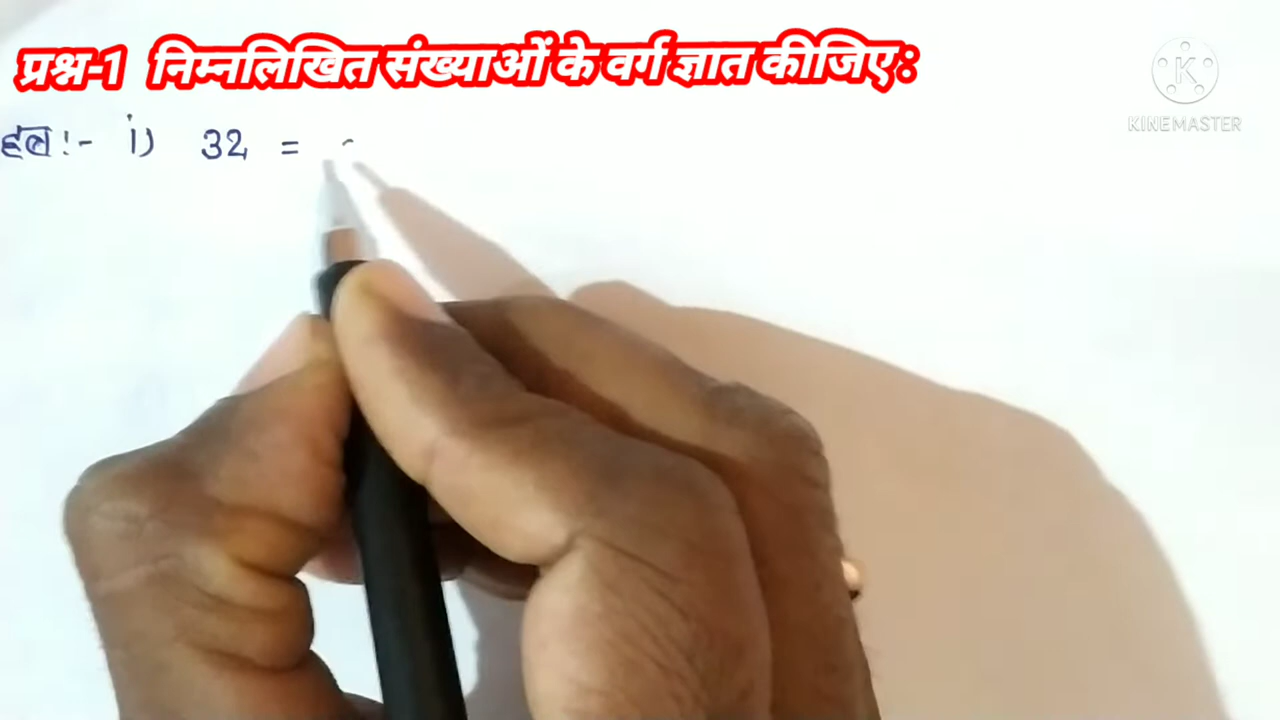 प्रश्न-1 निम्नलिखित संख्याओं के वर्ग ज्ञात कीजिए :
हल :- i) 32 =
K
KINEMASTER